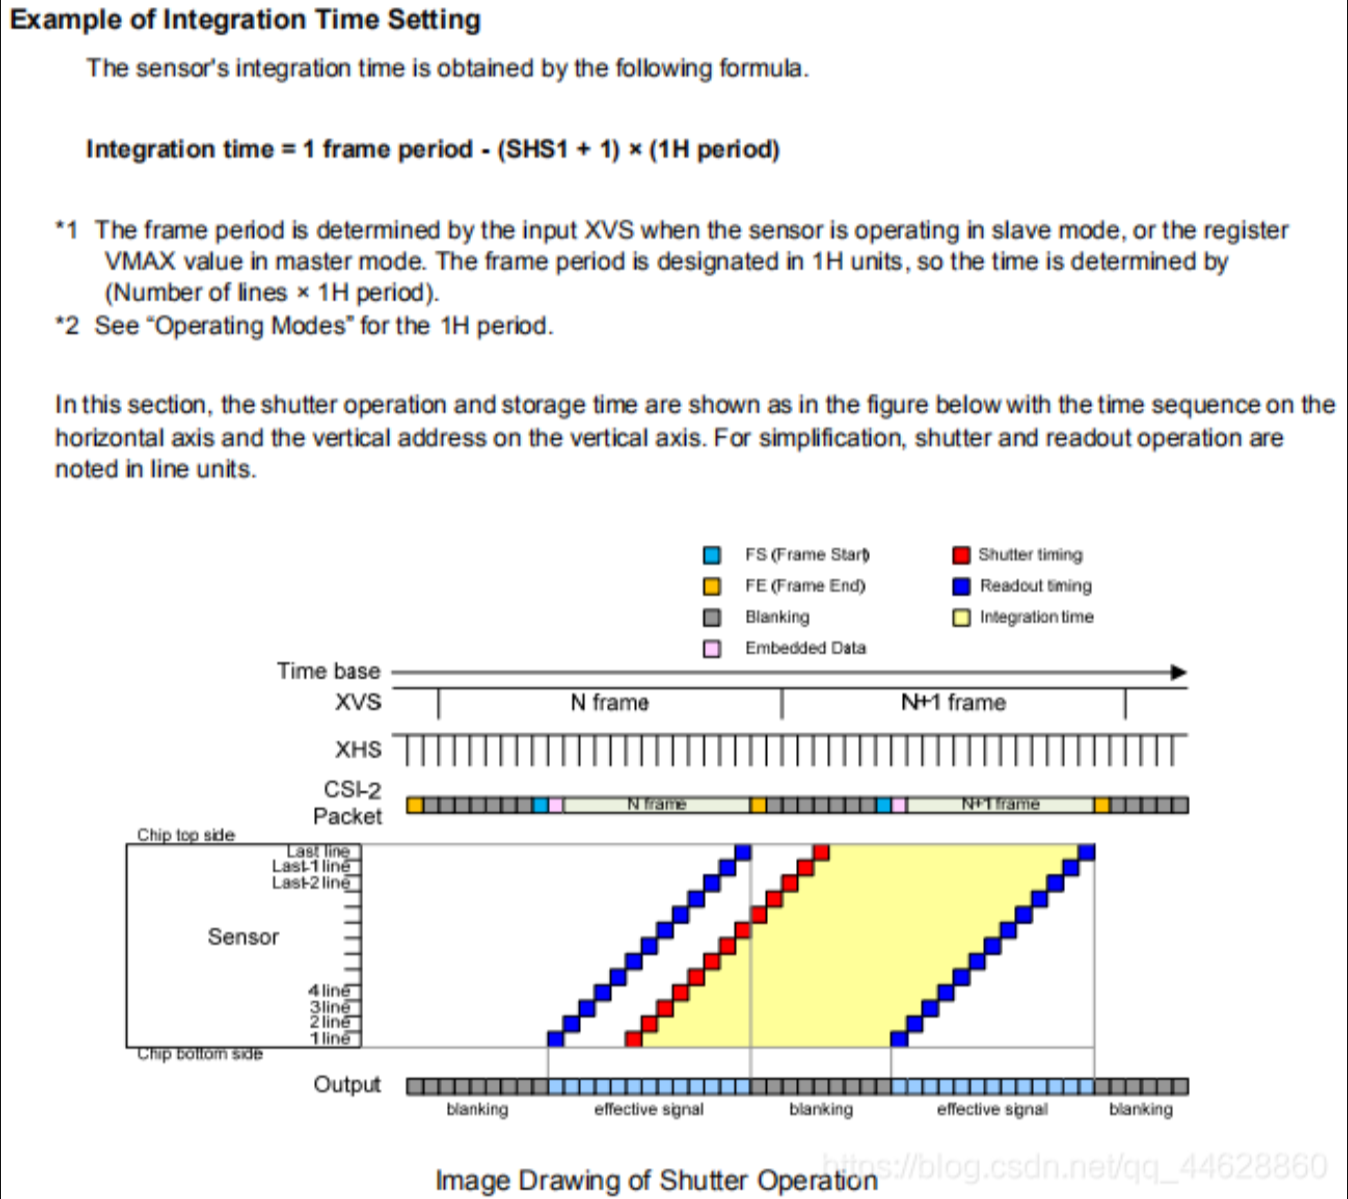 Example of Integration Time Setting
The sensor's integration time is obtained by the following formula.
Integration time = 1 frame period - (SHS1 + 1) × (1H period)
*1 The frame period is determined by the input XVS when the sensor is operating in slave mode, or the register
VMAX value in master mode. The frame period is designated in 1H units, so the time is determined by
(Number of lines × 1H period).
*2 See “Operating Modes” for the 1H period.
In this section, the shutter operation and storage time are shown as in the figure below with the time sequence on the
horizontal axis and the vertical address on the vertical axis. For simplification, shutter and readout operation are
noted in line units.
FS (Frame Start) Shutter timing
FE (Frame End) Readout timing
Blanking Integration time
Embedded Data
Time base
XVS N frame N+1 frame
XHS
CSI-2
Packet N frame N+1 frame
Chip top side
Last line
Last-1 line
Last-2 line
Sensor
4 line
3 line
2 line
1 line
Chip bottom side
Output
blanking effective signal blanking effective signal blanking
Image Drawing of Shutter Operation
https://blog.csdn.net/qq_44628860